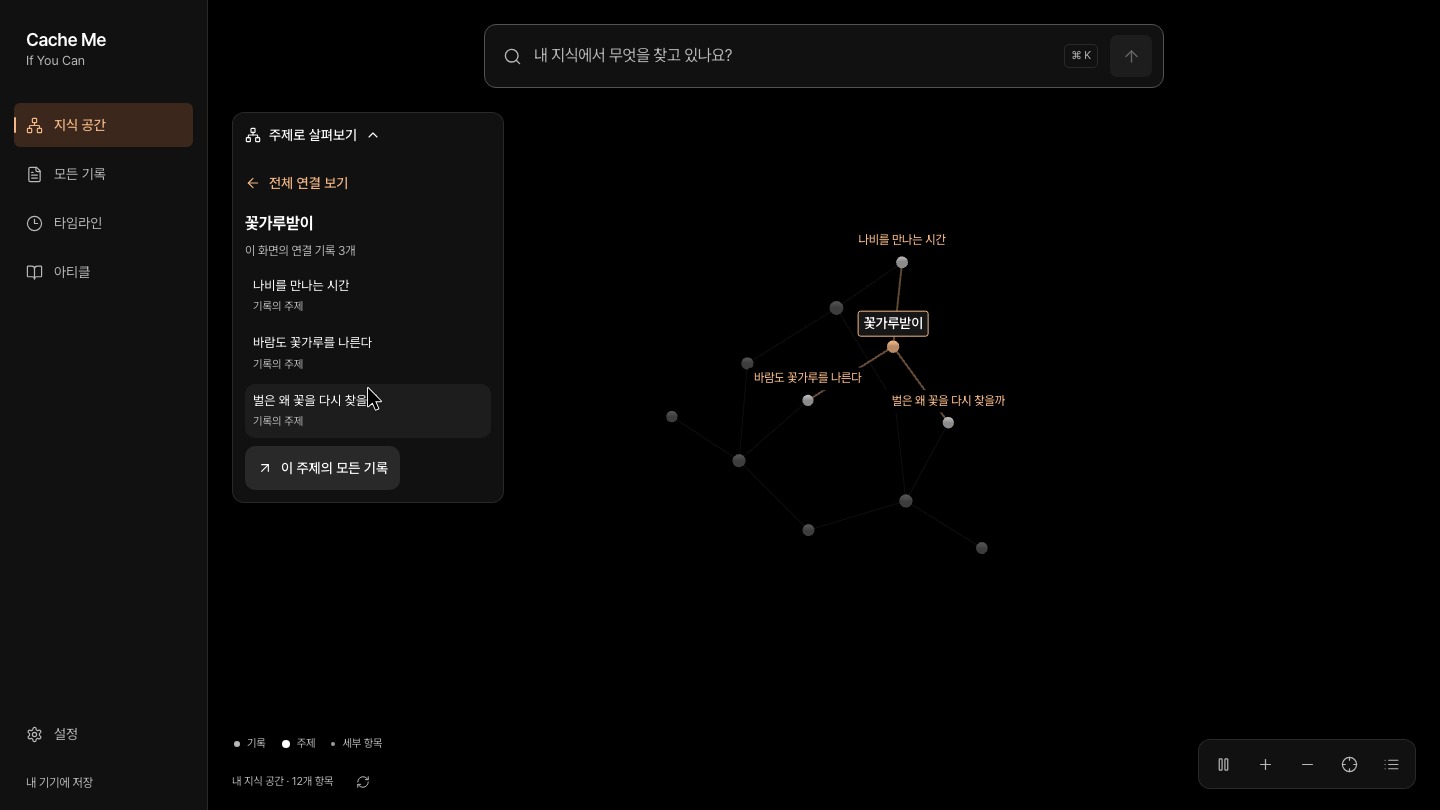 Cache Me
If You Can
지식 공간
모든 기록
타임라인
아티클
설정
내 기기에 저장
내 지식에서 무엇을 찾고 있나요?
⌘ K
주제로 살펴보기
전체 연결 보기
꽃가루받이
이 화면의 연결 기록 3개
나비를 만나는 시간
기록의 주제
바람도 꽃가루를 나른다
기록의 주제
벌은 왜 꽃을 다시 찾을
기록의 주제
이 주제의 모든 기록
나비를 만나는 시간
꽃가루받이
바람도 꽃가루를 나른다
벌은 왜 꽃을 다시 찾을까
기록
주제
세부 항목
내 지식 공간 · 12개 항목